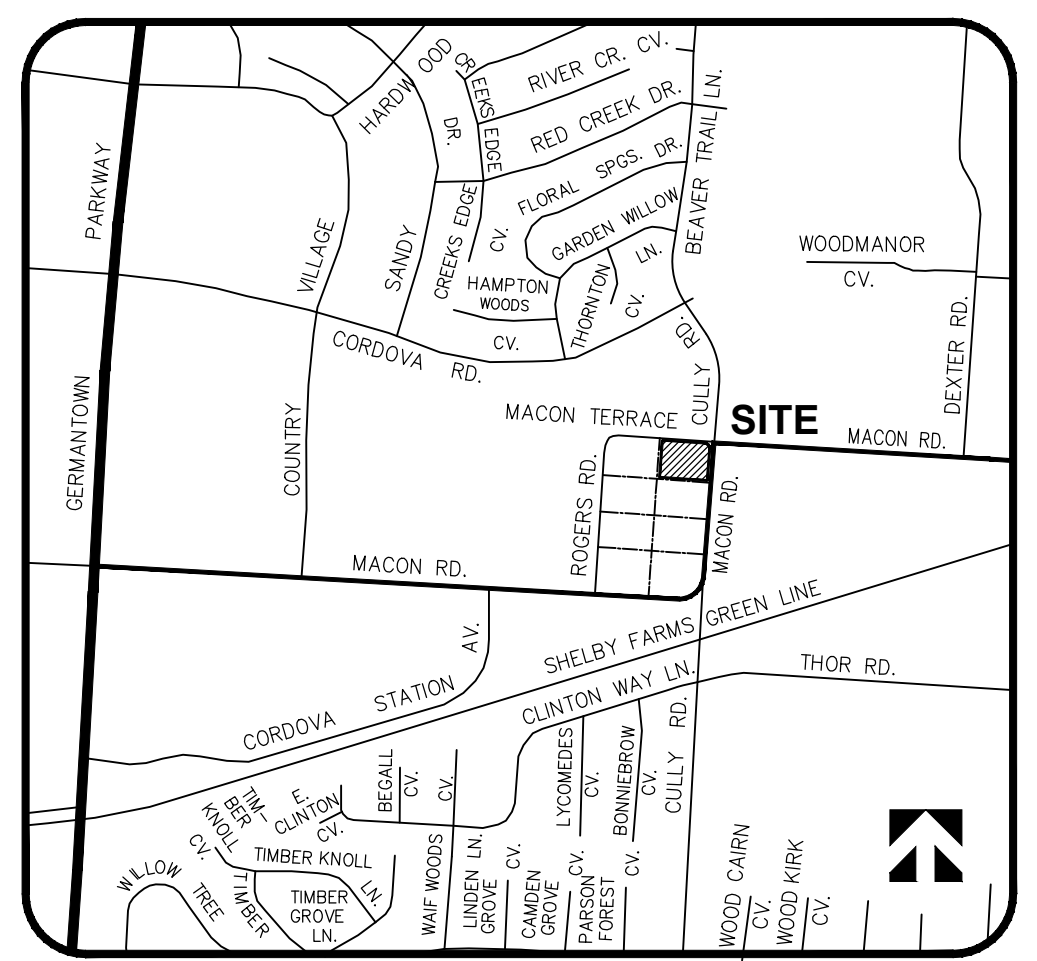 HARDWOOD
DR.
CREEKS EDGE
RIVER CR. CV.
RED CREEK DR.
FLORAL SPGS. DR.
GARDEN WILLOW
LN.
BEAVER TRAIL LN.
PARKWAY
VILLAGE
SANDY
CREEKS EDGE
CV.
HAMPTON
WOODS
CV.
THORNTON
CV.
WOODMANOR
CV.
DEXTER RD.
CORDOVA RD.
CULLY RD.
GERMANTOWN
COUNTRY
MACON TERRACE
SITE
MACON RD.
ROGERS RD.
MACON RD.
MACON RD.
SHELBY FARMS GREEN LINE
CLINTON WAY LN.
THOR RD.
CORDOVA STATION AV.
CULLY RD.
BEGALL
CV.
CV.
LYCOMEDES
CV.
BONNIEBROW
CV.
E.
CLINTON
CV.
TIM-
BER
KNOLL
CV.
TIMBER KNOLL
LN.
WILLOW
TREE
TIMBER
TIMBER
GROVE
LN.
WAIF WOODS
LINDEN LN.
GROVE
CV.
CAMDEN
GROVE
CV.
PARSON
FOREST
CV.
WOOD CAIRN
CV.
WOOD KIRK
CV.